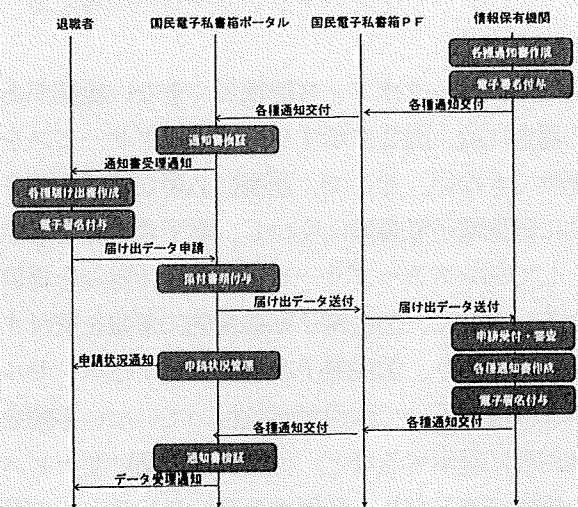 退職者
国民電子私書箱ポータル
国民電子私書箱PF
情報保有機関
各種通知書作成
電子署名付与
各種通知交付
各種通知交付
通知書検証
通知書受理通知
各種届け出書作成
電子署名付与
届け出データ申請
添付書類付与
届け出データ送付
届け出データ送付
申請受付・審査
申請状況通知
申請状況管理
各種通知書作成
電子署名付与
各種通知交付
各種通知交付
通知書検証
データ受理通知